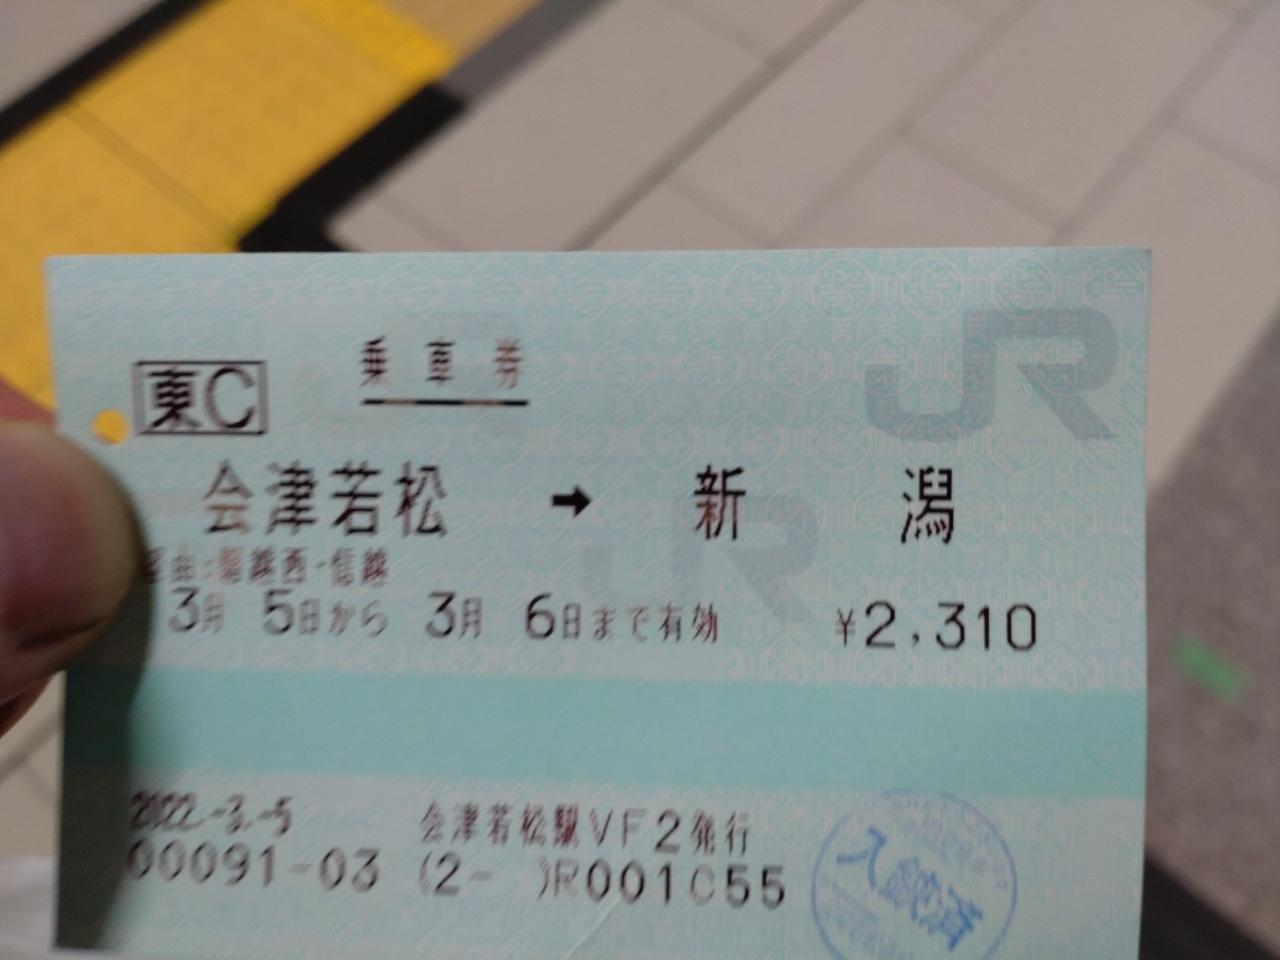 JR
乗車券
東C
会津若松 → 新潟
経由:磐越西・信越
3月 5日から 3月 6日まで有効 ¥2,310
2022.-3.-5 会津若松駅VF2発行
00091-03 (2- )R001C55
入鋏済